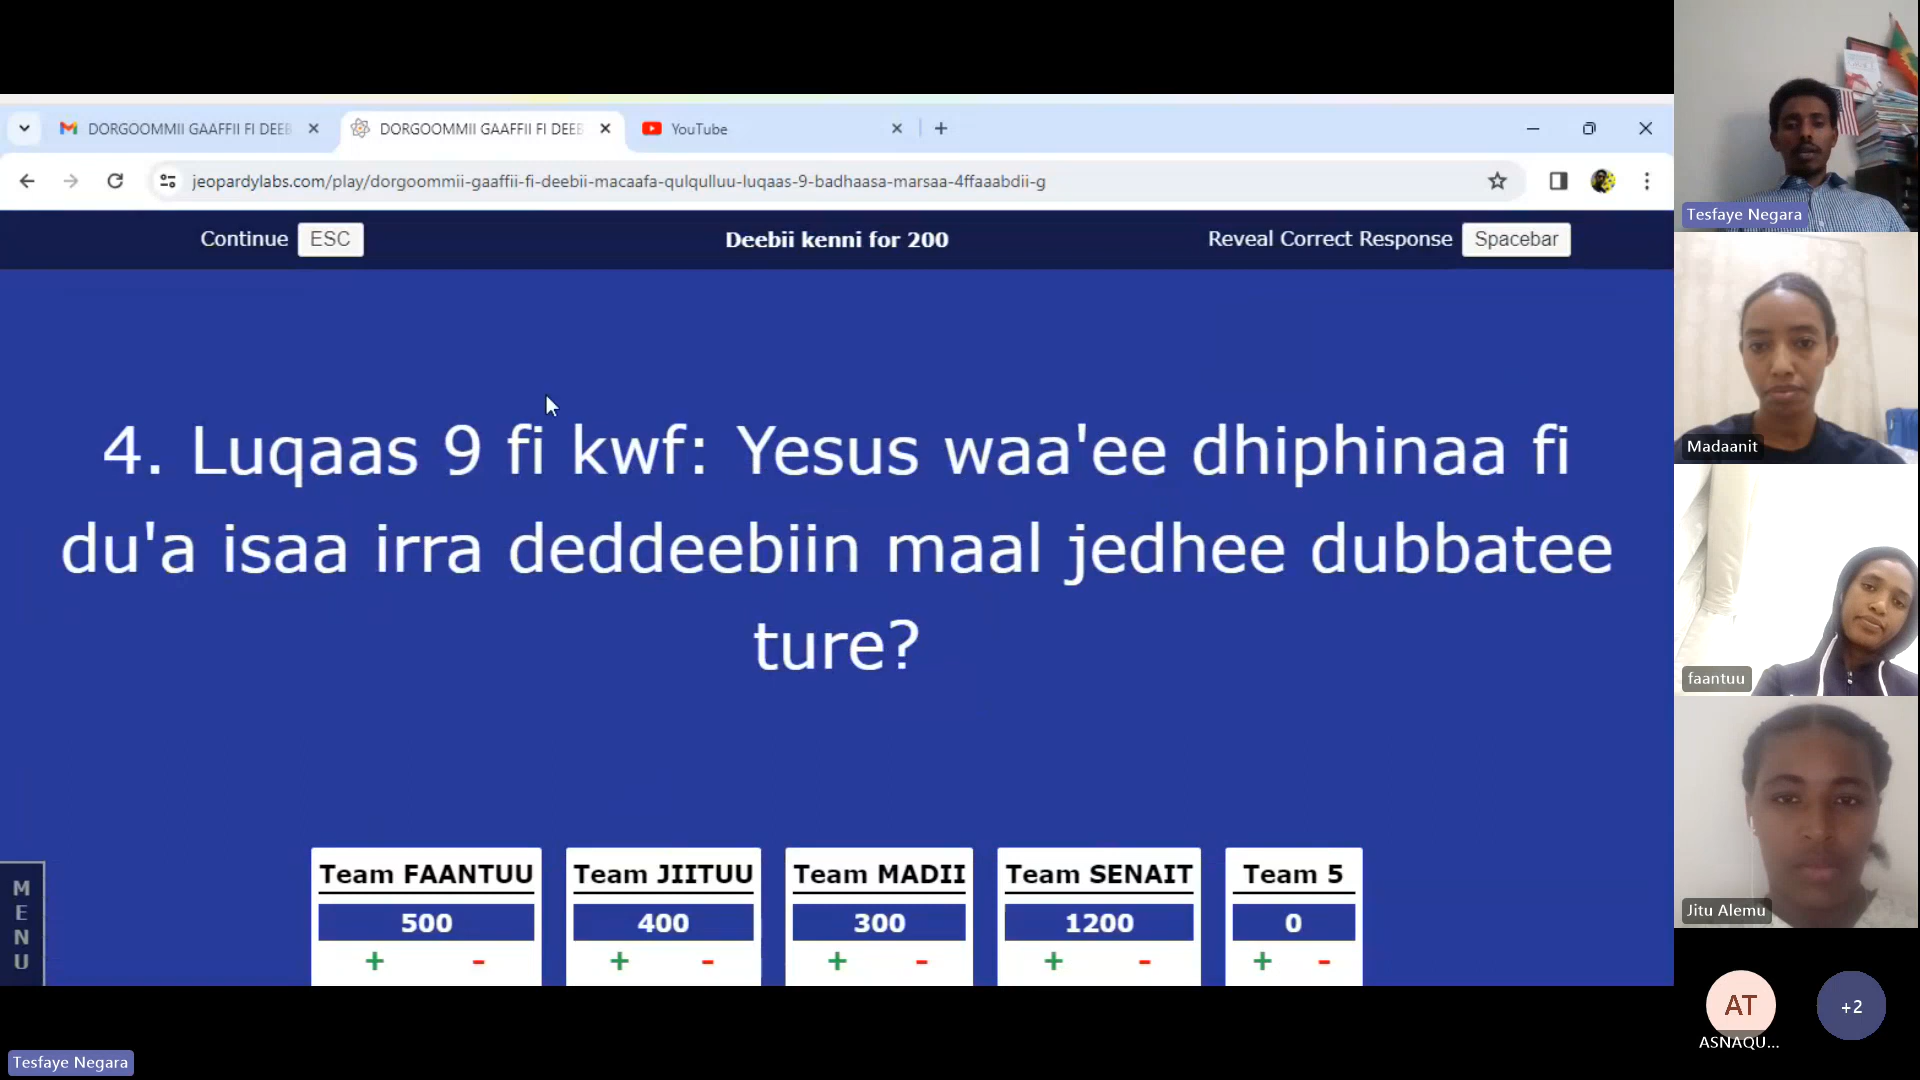 DORGOOMMII GAAFFII FI DEEB
DORGOOMMII GAAFFII FI DEEB
YouTube
jeopardylabs.com/play/dorgoommii-gaaffii-fi-deebii-macaafa-qulqulluu-luqaas-9-badhaasa-marsaa-4ffaaabdii-g
Continue ESC
Deebii kenni for 200
Reveal Correct Response Spacebar
4. Luqaas 9 fi kwf: Yesus waa'ee dhiphinaa fi
du'a isaa irra deddeebiin maal jedhee dubbatee
ture?
MENU
Team FAANTUU
500
+ -
Team JIITUU
400
+ -
Team MADII
300
+ -
Team SENAIT
1200
+ -
Team 5
0
+ -
Tesfaye Negara
Madaanit
faantuu
Jitu Alemu
AT
ASNAQU...
+2
Tesfaye Negara